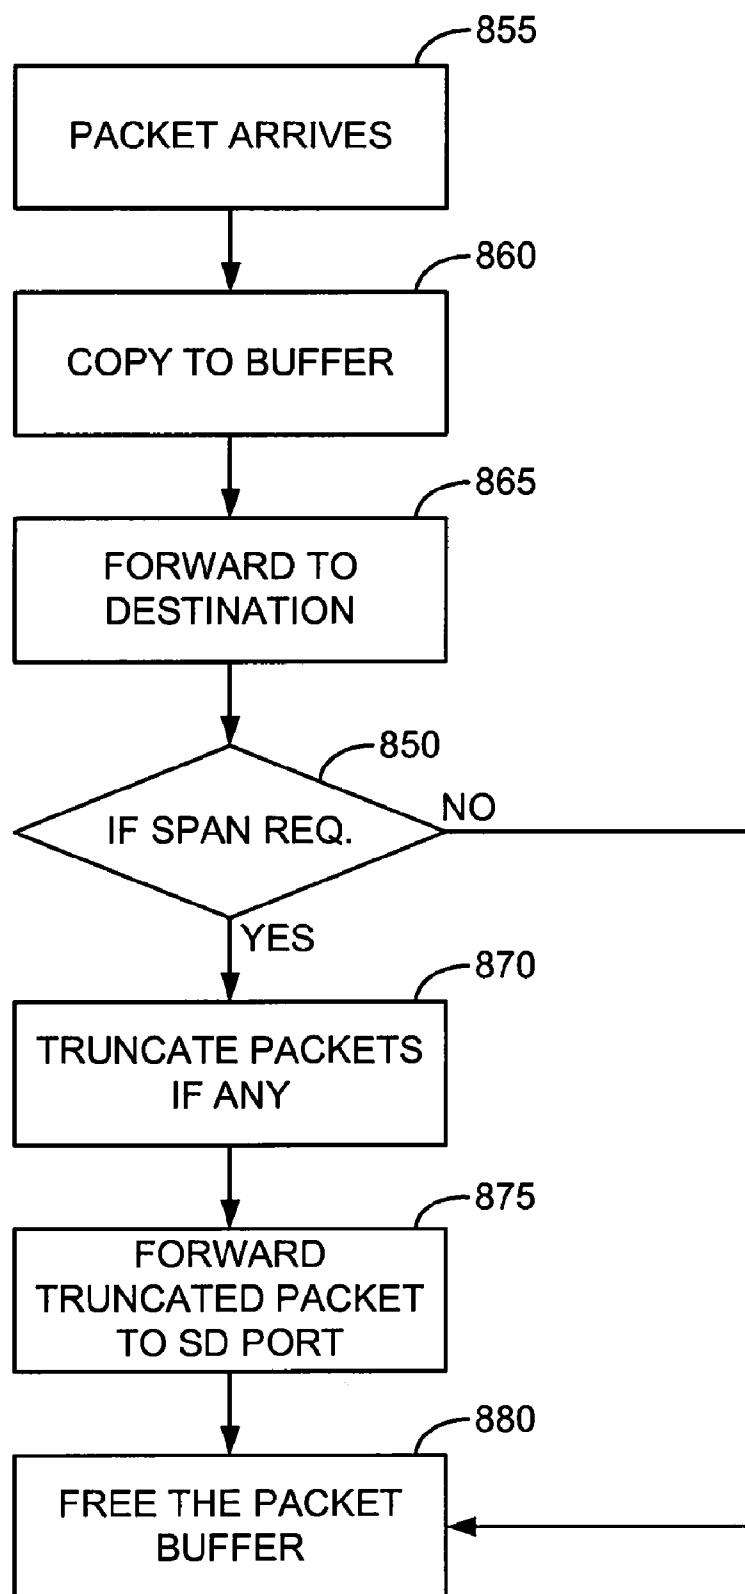 855
PACKET ARRIVES
860
COPY TO BUFFER
865
FORWARD TO
DESTINATION
850
IF SPAN REQ.
NO
YES
870
TRUNCATE PACKETS
IF ANY
875
FORWARD
TRUNCATED PACKET
TO SD PORT
880
FREE THE PACKET
BUFFER